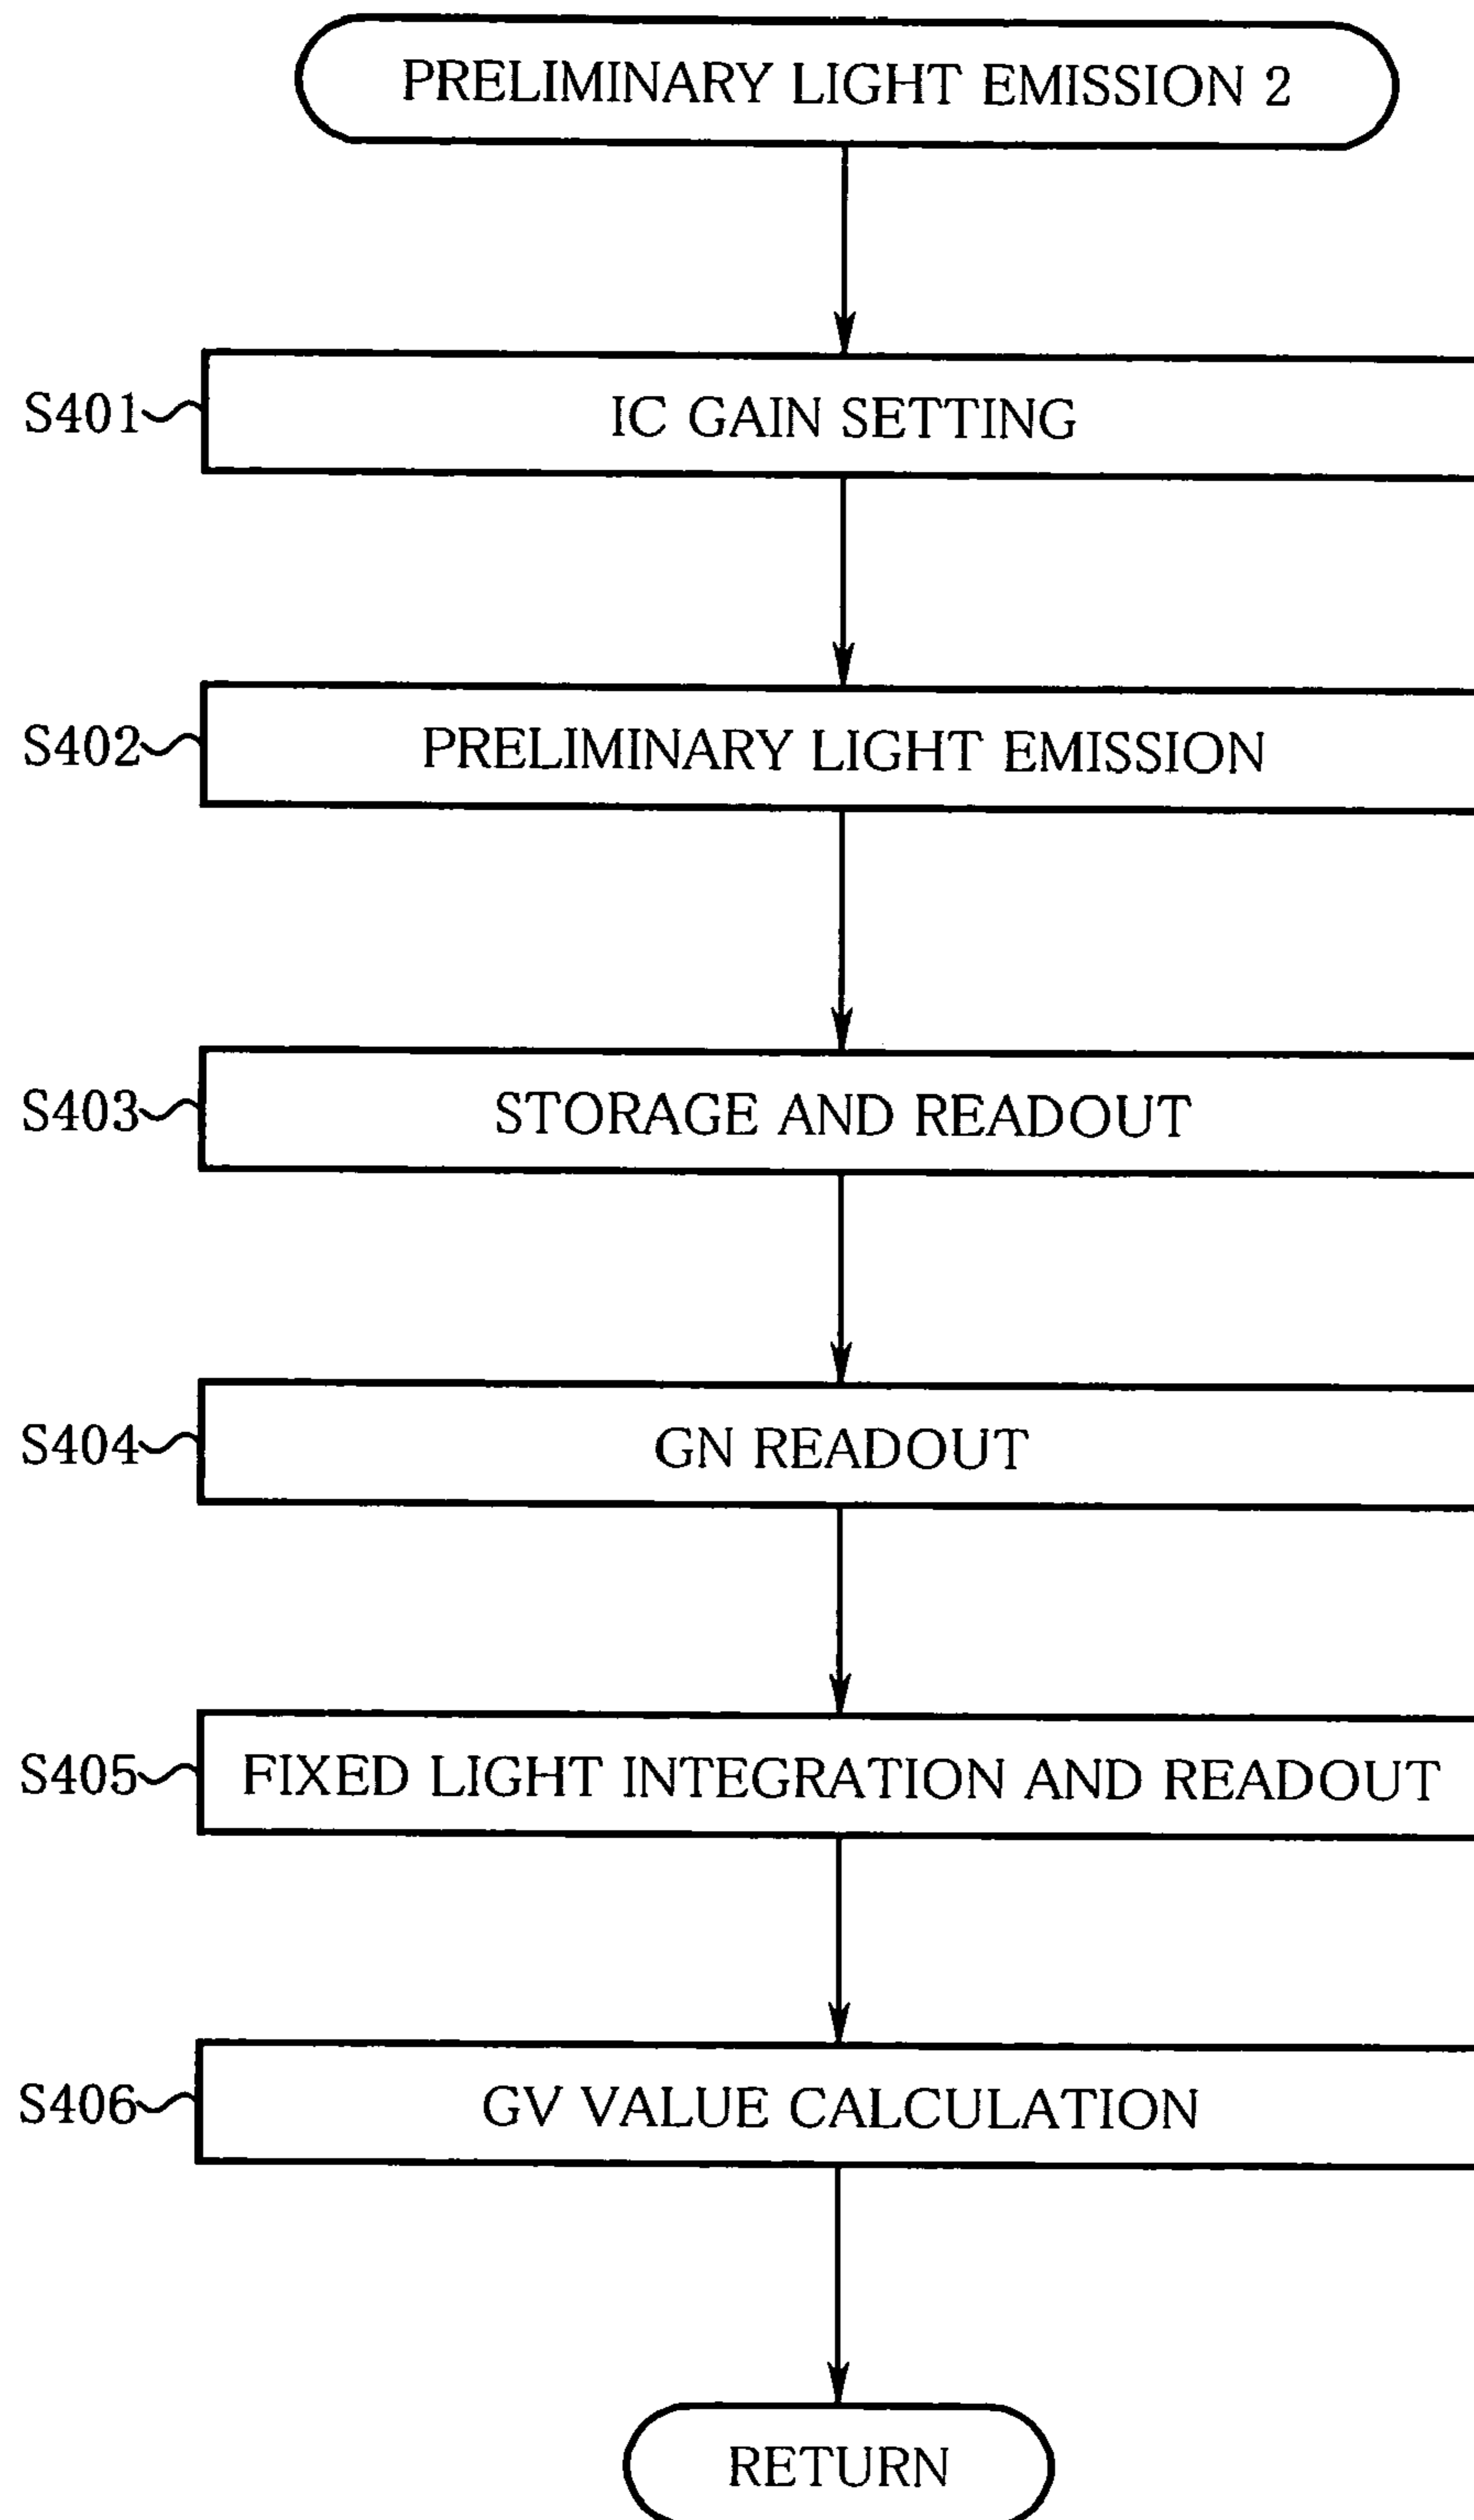 PRELIMINARY LIGHT EMISSION 2
S401 IC GAIN SETTING
S402 PRELIMINARY LIGHT EMISSION
S403 STORAGE AND READOUT
S404 GN READOUT
S405 FIXED LIGHT INTEGRATION AND READOUT
S406 GV VALUE CALCULATION
RETURN